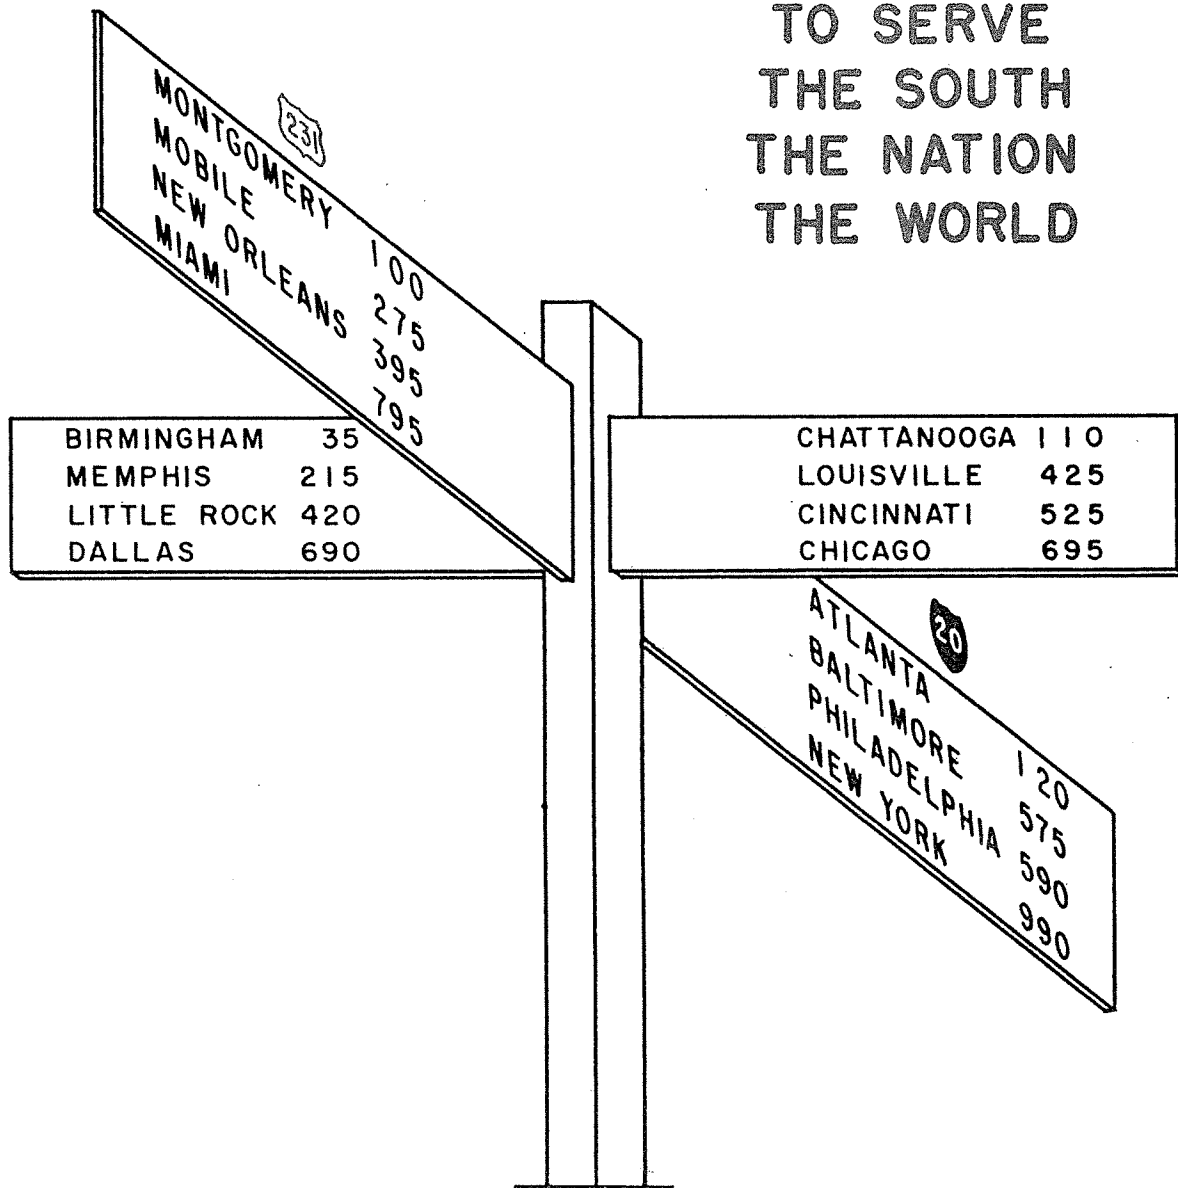 TO SERVE
THE SOUTH
THE NATION
THE WORLD
231
MONTGOMERY 100
MOBILE 275
NEW ORLEANS 395
MIAMI 795
BIRMINGHAM 35
MEMPHIS 215
LITTLE ROCK 420
DALLAS 690
CHATTANOOGA 110
LOUISVILLE 425
CINCINNATI 525
CHICAGO 695
20
ATLANTA 120
BALTIMORE 575
PHILADELPHIA 590
NEW YORK 990